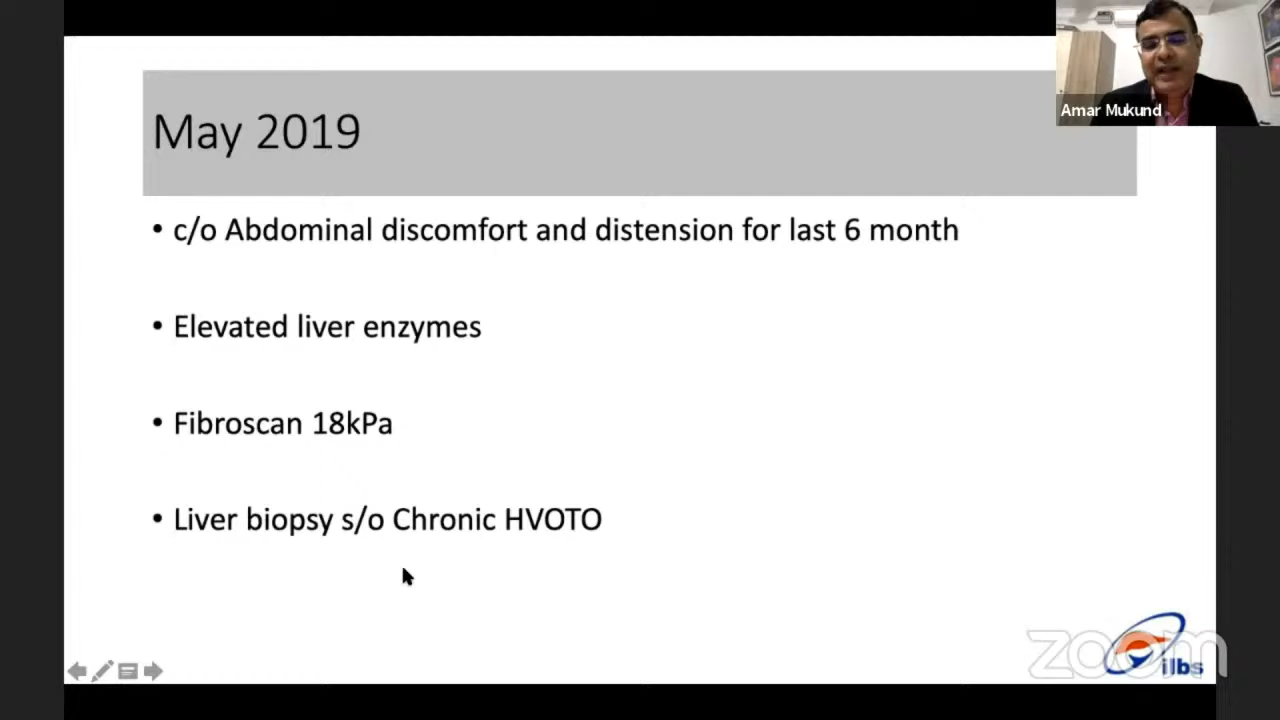 Amar Mukund
May 2019
• c/o Abdominal discomfort and distension for last 6 month
• Elevated liver enzymes
• Fibroscan 18kPa
• Liver biopsy s/o Chronic HVOTO
zoom
ilbs